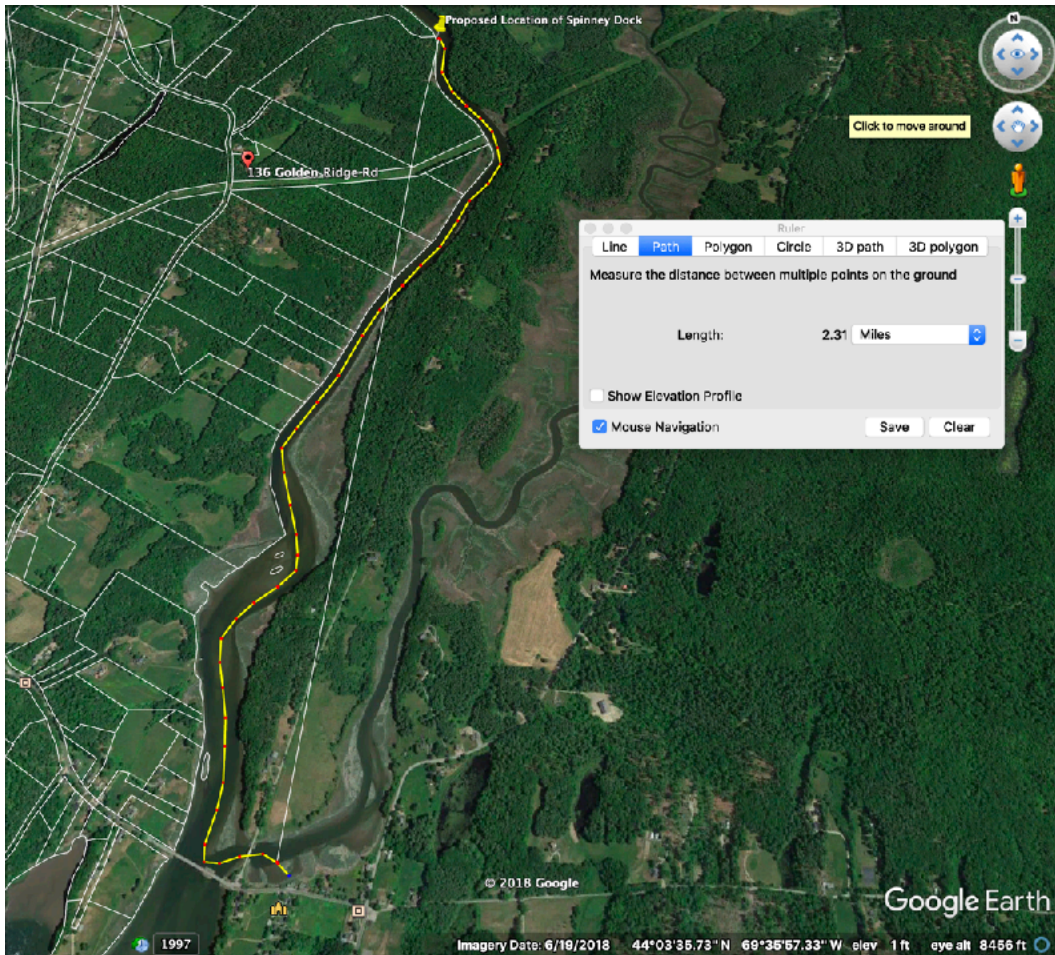 Proposed Location of Spinney Dock
N
Click to move around
136 Golden Ridge Rd
Ruler
Line Path Polygon Circle 3D path 3D polygon
Measure the distance between multiple points on the ground
Length: 2.31 Miles
Show Elevation Profile
Mouse Navigation Save Clear
© 2018 Google
Google Earth
1997 Imagery Date: 6/19/2018 44°03'35.73" N 69°35'57.33" W elev 1 ft eye alt 8456 ft